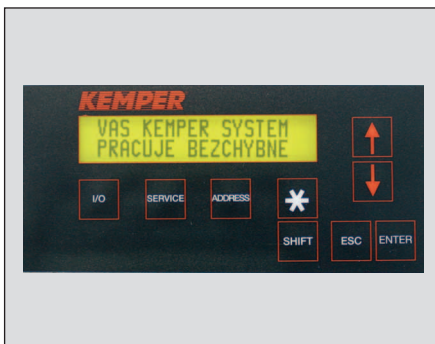 KEMPER
VAS KEMPER SYSTEM
PRACUJE BEZCHYBNE
I/O
SERVICE
ADDRESS
SHIFT
ESC
ENTER